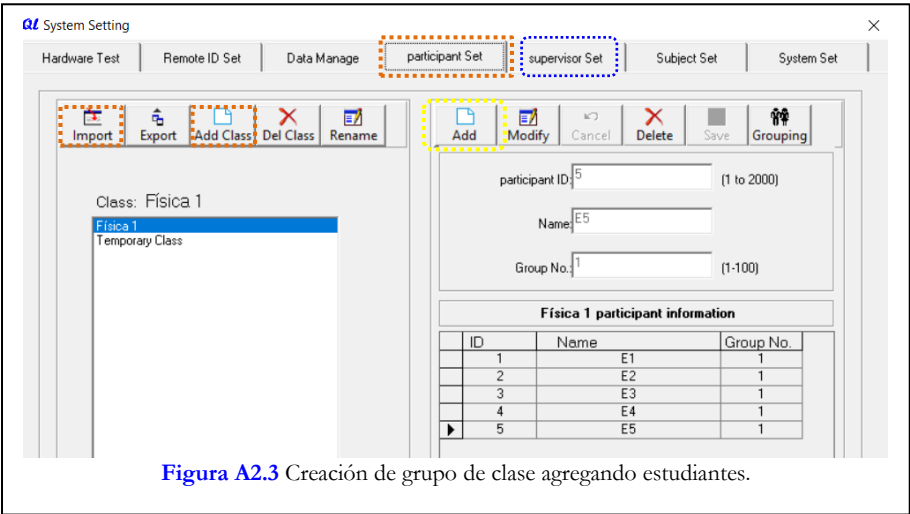 Qt System Setting
Hardware Test Remote ID Set Data Manage participant Set supervisor Set Subject Set System Set
Import Export Add Class Del Class Rename
Add Modify Cancel Delete Save Grouping
Class: Física 1
Física 1
Temporary Class
participant ID: 5 (1 to 2000)
Name: E5
Group No.: 1 (1-100)
Física 1 participant information
ID Name Group No.
1 E1 1
2 E2 1
3 E3 1
4 E4 1
5 E5 1
Figura A2.3 Creación de grupo de clase agregando estudiantes.